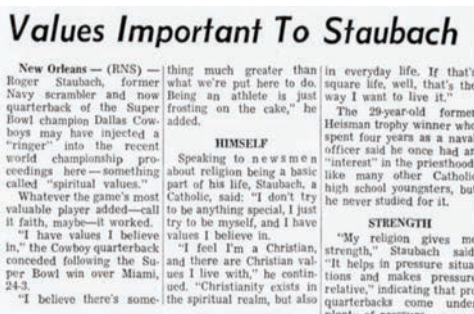 Values Important To Staubach
New Orleans — (RNS) —
Roger Staubach, former
Navy scrambler and now
quarterback of the Super
Bowl champion Dallas Cow-
boys may have injected a
"ringer" into the recent
world championship pro-
ceedings here — something
called "spiritual values."
Whatever the game's most
valuable player added—call
it faith, maybe—it worked.
"I have values I believe
in," the Cowboy quarterback
conceded following the Su-
per Bowl win over Miami,
24-3.
"I believe there's some-
thing much greater than
what we're put here to do.
Being an athlete is just
frosting on the cake," he
added.
HIMSELF
Speaking to newsmen
about religion being a basic
part of his life, Staubach, a
Catholic, said: "I don't try
to be anything special, I just
try to be myself, and I have
values I believe in.
"I feel I'm a Christian,
and there are Christian val-
ues I live with," he contin-
ued. "Christianity exists in
the spiritual realm, but also
in everyday life. If that's
square life, well, that's the
way I want to live it."
The 29-year-old former
Heisman trophy winner who
spent four years as a naval
officer said he once had an
"interest" in the priesthood
like many other Catholic
high school youngsters, but
he never studied for it.
STRENGTH
"My religion gives me
strength," Staubach said.
"It helps in pressure situa-
tions and makes pressure
relative," indicating that pro
quarterbacks come under